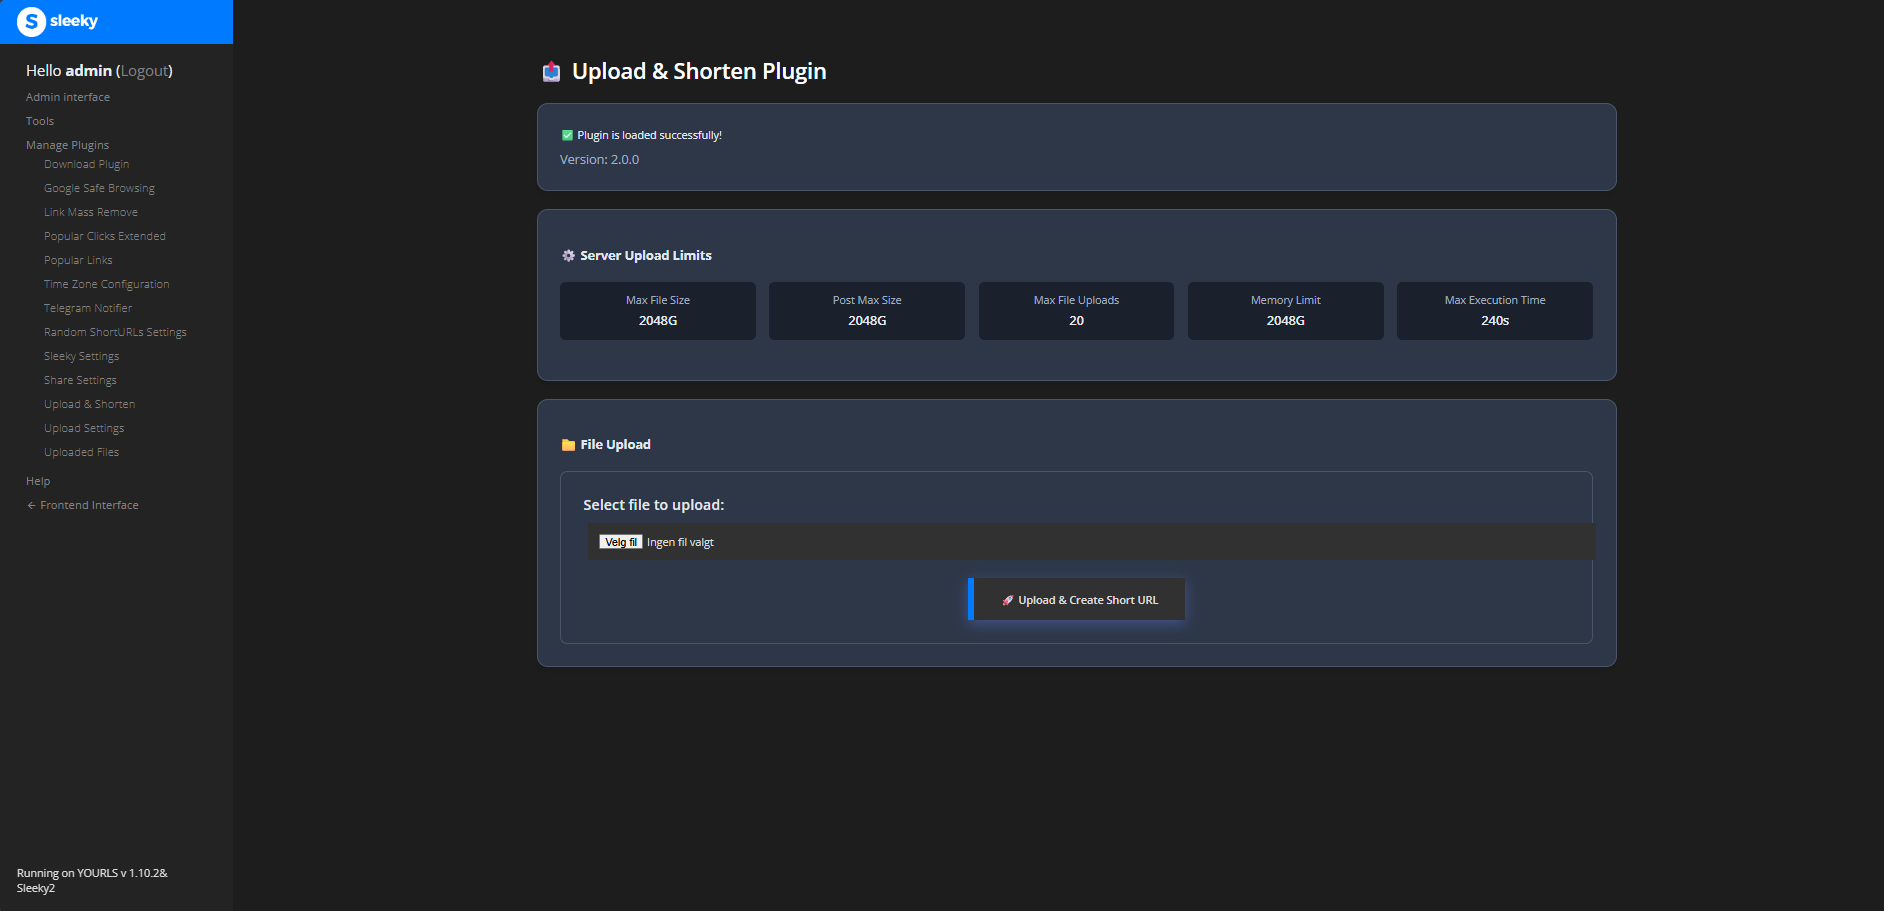 S sleeky
Hello admin (Logout)
Admin interface
Tools
Manage Plugins
Download Plugin
Google Safe Browsing
Link Mass Remove
Popular Clicks Extended
Popular Links
Time Zone Configuration
Telegram Notifier
Random ShortURLs Settings
Sleeky Settings
Share Settings
Upload & Shorten
Upload Settings
Uploaded Files
Help
← Frontend Interface
Running on YOURLS v 1.10.2&
Sleeky2
Upload & Shorten Plugin
Plugin is loaded successfully!
Version: 2.0.0
Server Upload Limits
Max File Size
2048G
Post Max Size
2048G
Max File Uploads
20
Memory Limit
2048G
Max Execution Time
240s
File Upload
Select file to upload:
Velg fil Ingen fil valgt
Upload & Create Short URL